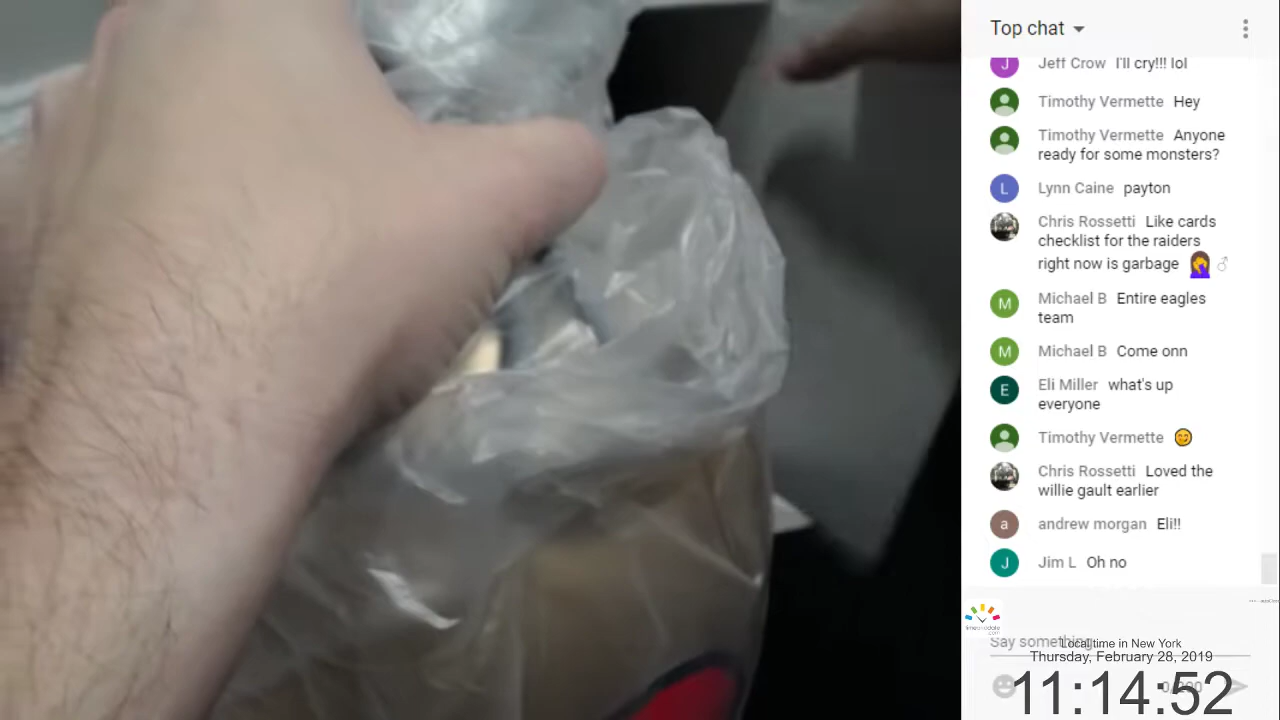 Top chat
Jeff Crow I'll cry!!! lol
Timothy Vermette Hey
Timothy Vermette Anyone
ready for some monsters?
Lynn Caine payton
Chris Rossetti Like cards
checklist for the raiders
right now is garbage 🤦‍♀ ♂
Michael B Entire eagles
team
Michael B Come onn
Eli Miller what's up
everyone
Timothy Vermette 😊
Chris Rossetti Loved the
willie gault earlier
andrew morgan Eli!!
Jim L Oh no
Say something...
Local time in New York
Thursday, February 28, 2019
11:14:52